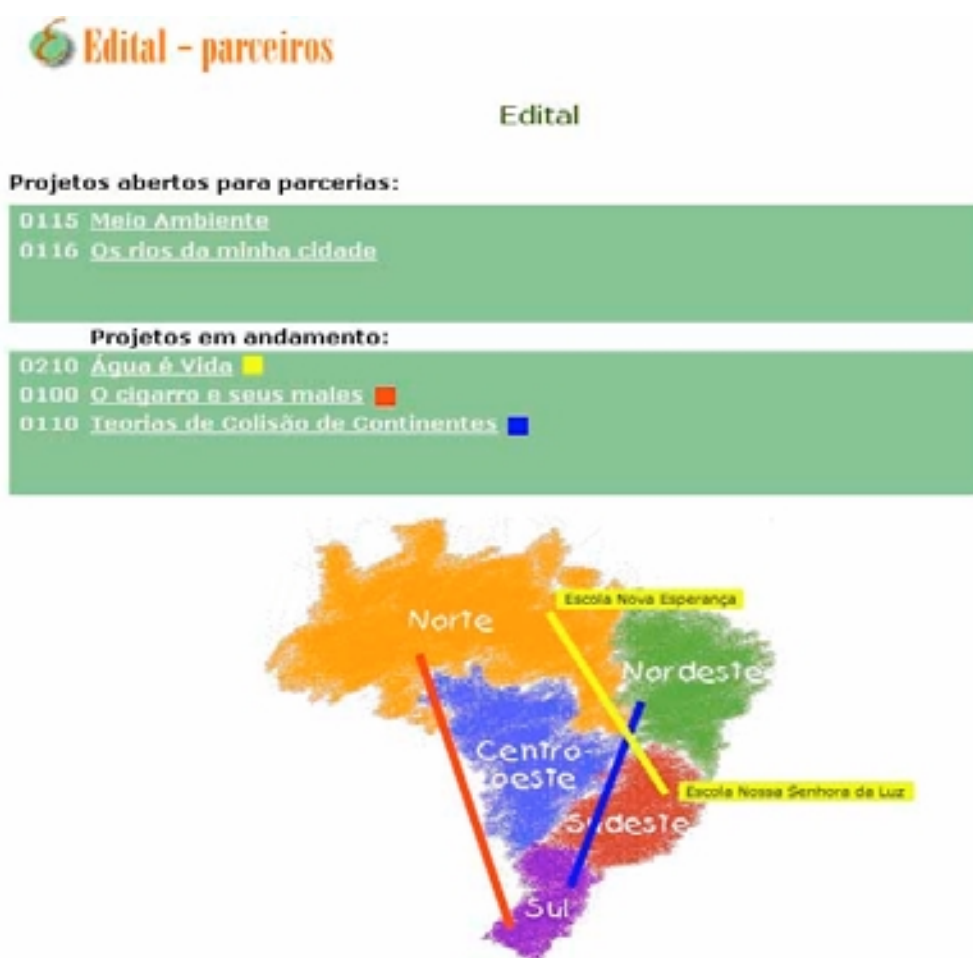 Edital - parceiros
Edital
Projetos abertos para parcerias:
0115 Meio Ambiente
0116 Os rios da minha cidade
Projetos em andamento:
0210 Água é Vida
0100 O cigarro e seus males
0110 Teorias de Colisão de Continentes
Escola Nova Esperança
Norte
Nordeste
Centro-
oeste
Escola Nossa Senhora da Luz
Sudeste
Sul